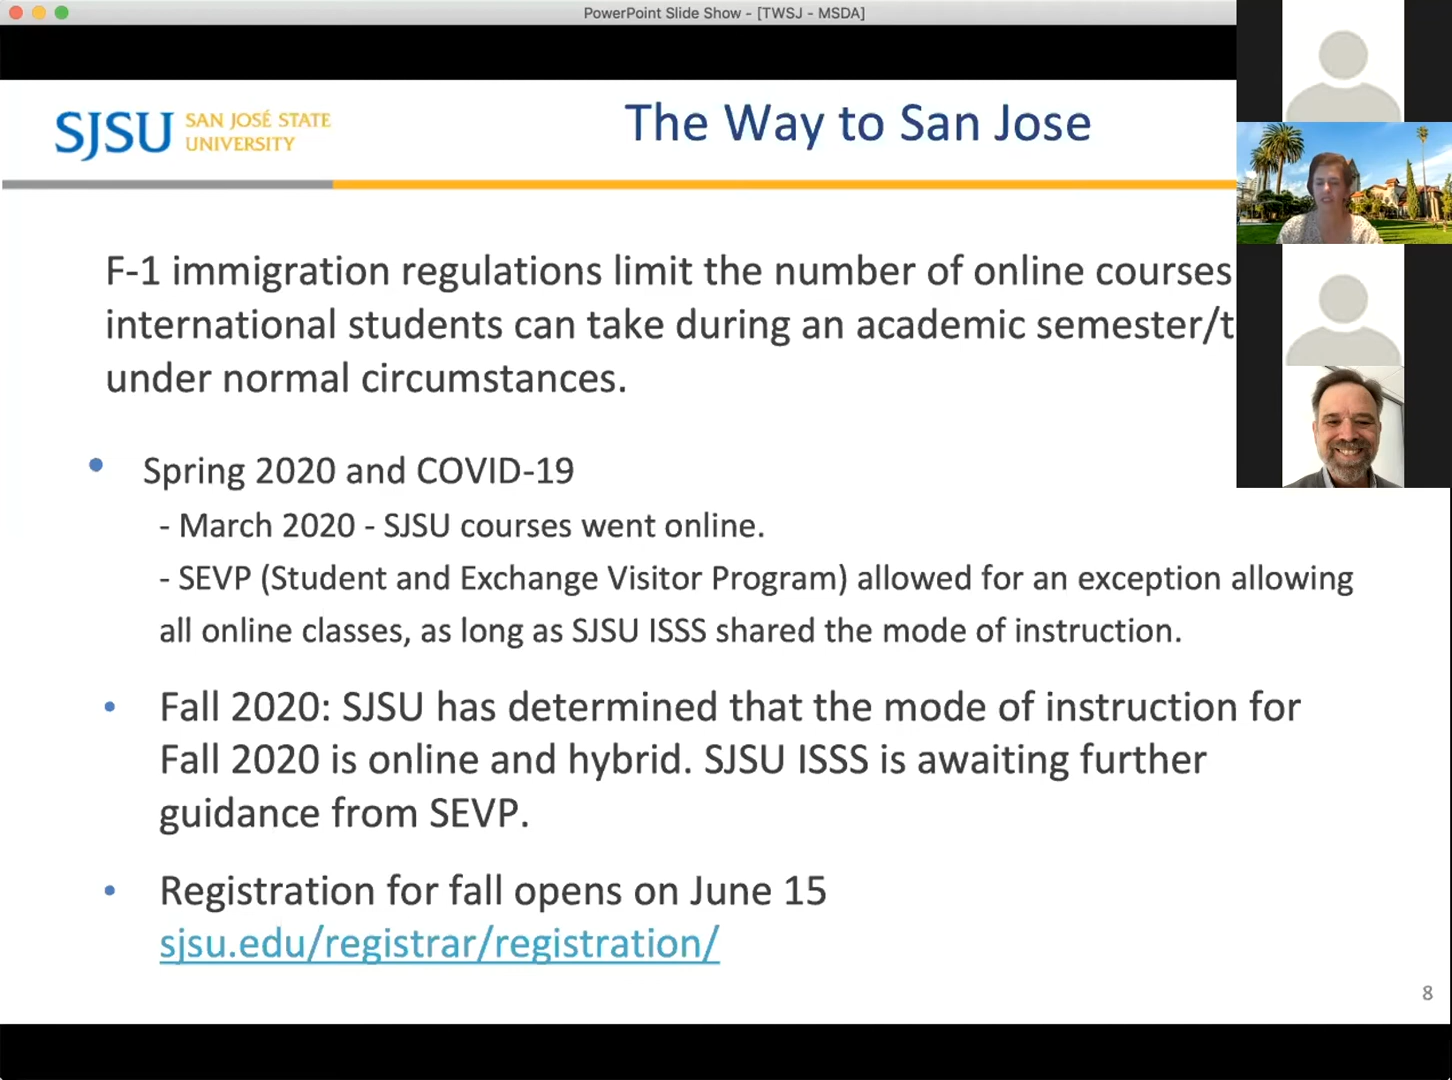 PowerPoint Slide Show - [TWSJ - MSDA]
SJSU SAN JOSÉ STATE
UNIVERSITY
The Way to San Jose
F-1 immigration regulations limit the number of online courses
international students can take during an academic semester/t
under normal circumstances.
• Spring 2020 and COVID-19
- March 2020 - SJSU courses went online.
- SEVP (Student and Exchange Visitor Program) allowed for an exception allowing
all online classes, as long as SJSU ISSS shared the mode of instruction.
• Fall 2020: SJSU has determined that the mode of instruction for
Fall 2020 is online and hybrid. SJSU ISSS is awaiting further
guidance from SEVP.
• Registration for fall opens on June 15
sjsu.edu/registrar/registration/
8